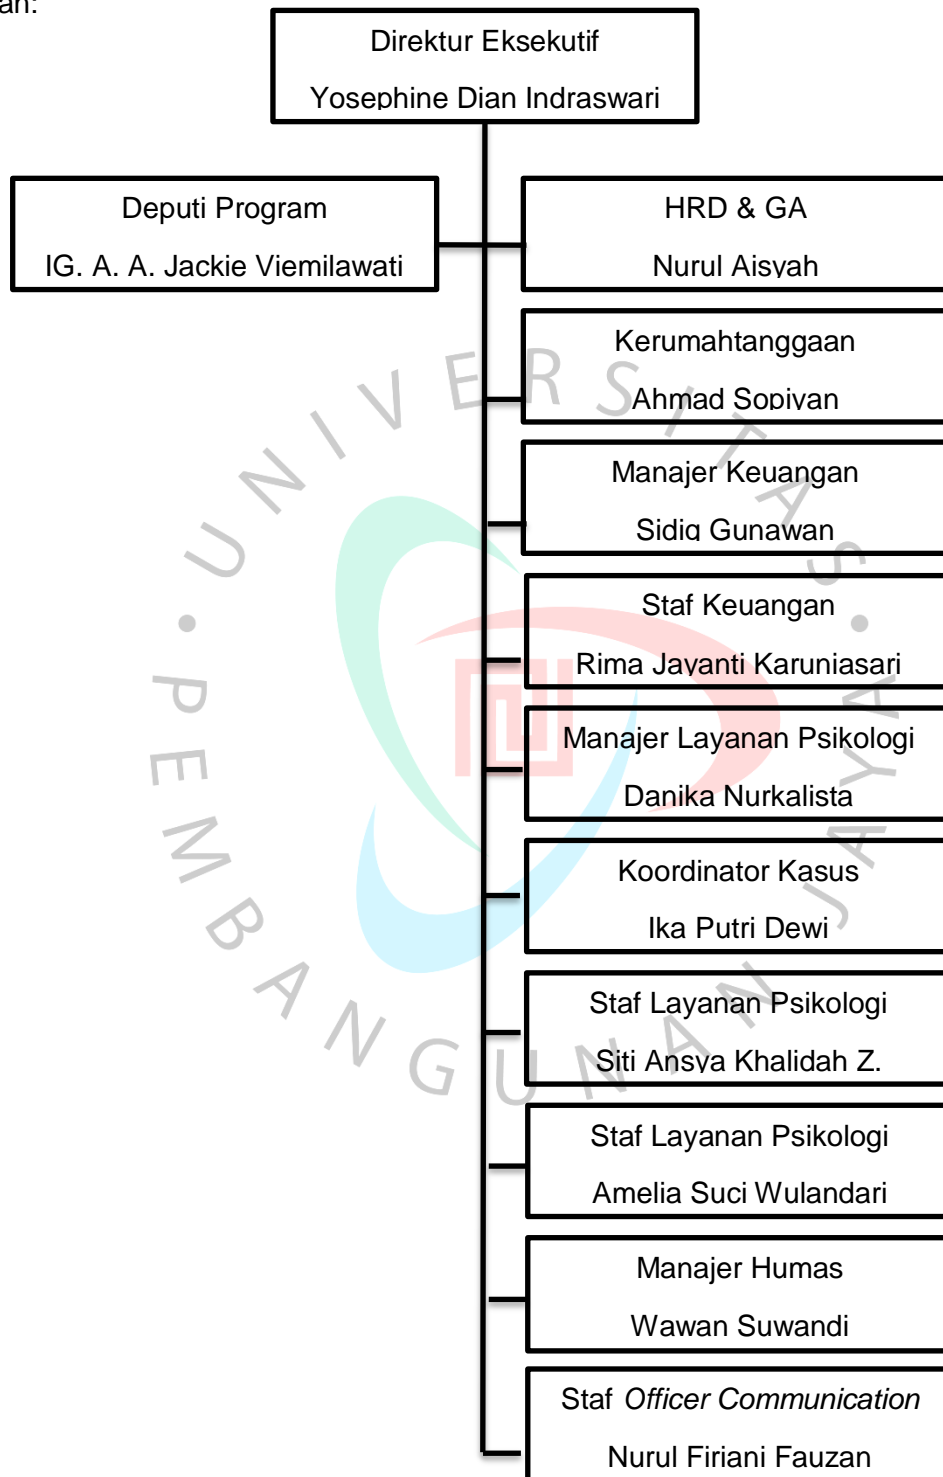 an:
Direktur Eksekutif
Yosephine Dian Indraswari
Deputi Program
IG. A. A. Jackie Viemilawati
HRD & GA
Nurul Aisyah
Kerumahtanggaan
Ahmad Sopiyan
Manajer Keuangan
Sidiq Gunawan
Staf Keuangan
Rima Jayanti Karuniasari
Manajer Layanan Psikologi
Danika Nurkalista
Koordinator Kasus
Ika Putri Dewi
Staf Layanan Psikologi
Siti Ansya Khalidah Z.
Staf Layanan Psikologi
Amelia Suci Wulandari
Manajer Humas
Wawan Suwandi
Staf Officer Communication
Nurul Firiani Fauzan
UNIVERSITAS • PEMBANGUNAN JAYA •